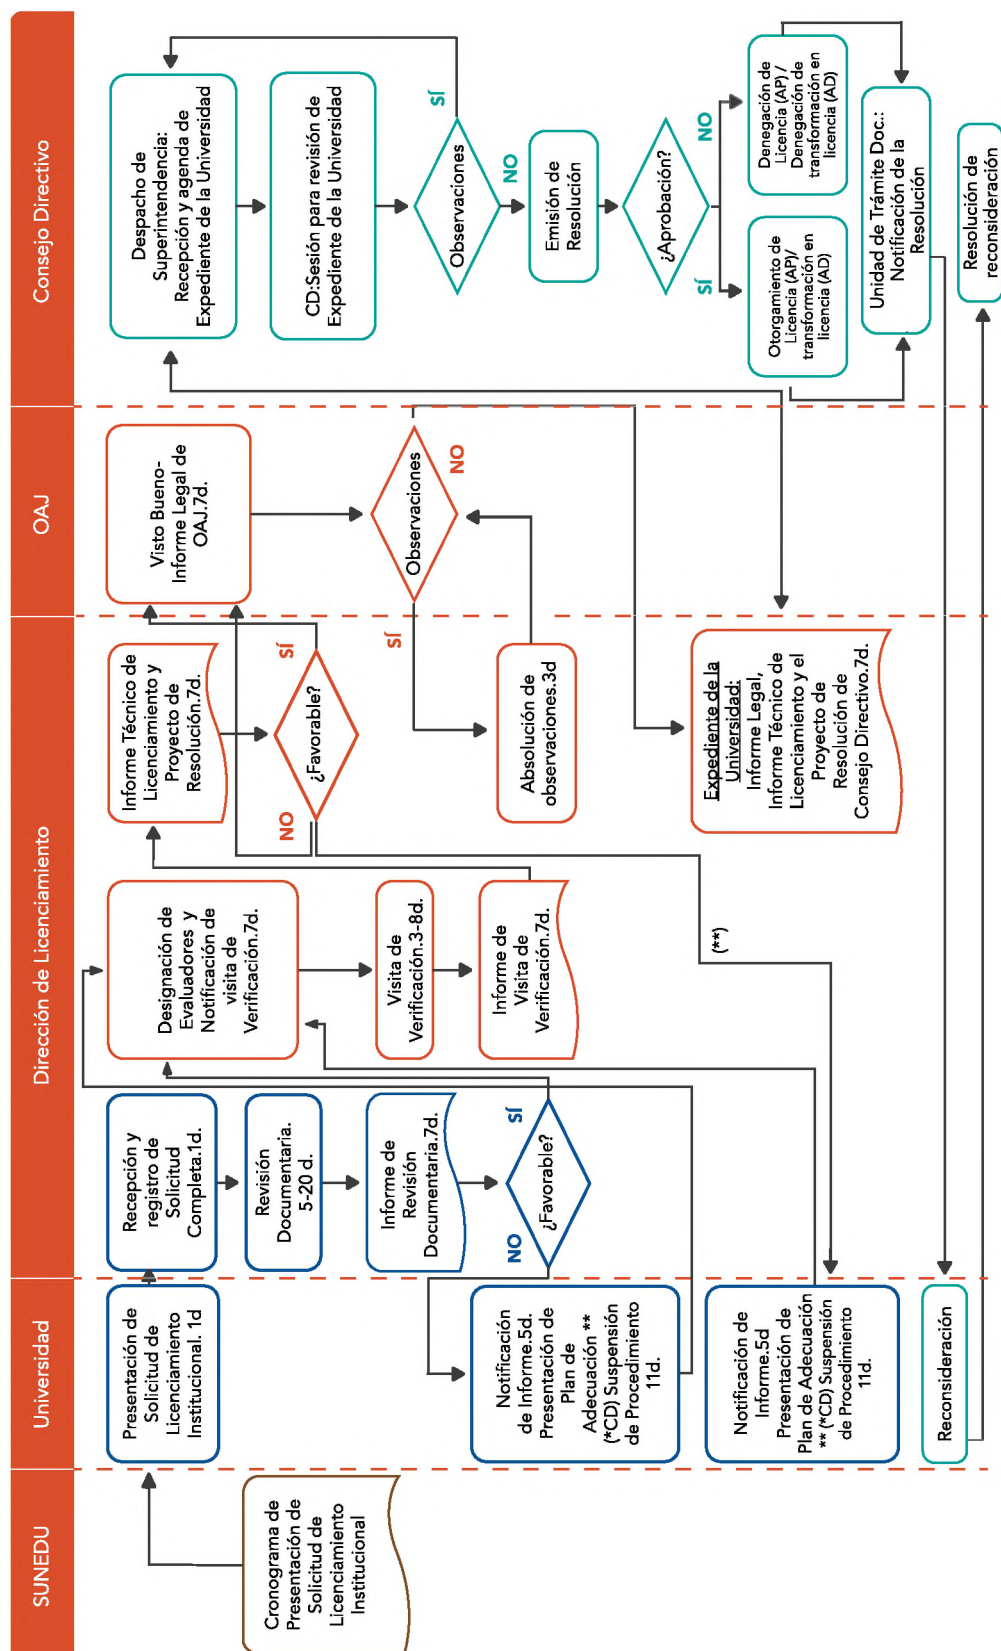 SUNEDU
Universidad
Dirección de Licenciamiento
OAJ
Consejo Directivo
Cronograma de
Presentación de
Solicitud de
Licenciamiento
Institucional
Presentación de
Solicitud de
Licenciamiento
Institucional. 1d
Notificación
de Informe.5d.
Presentación de
Plan de
Adecuación **
(*CD) Suspensión
de Procedimiento
11d.
Notificación de
Informe.5d
Presentación de
Plan de Adecuación
** (*CD) Suspensión
de Procedimiento
11d.
Reconsideración
Recepción y
registro de
Solicitud
Completa.1d.
Revisión
Documentaria.
5-20 d.
Informe de
Revisión
Documentaria.7d.
¿Favorable?
NO
SÍ
Designación de
Evaluadores y
Notificación de
visita de
Verificación.7d.
Visita de
Verificación.3-8d.
Informe de
Visita de
Verificación.7d.
Informe Técnico de
Licenciamiento y
Proyecto de
Resolución.7d.
¿Favorable?
NO
SÍ
(**)
Absolución de
observaciones.3d
Expediente de la
Universidad:
Informe Legal,
Informe Técnico de
Licenciamiento y el
Proyecto de
Resolución de
Consejo Directivo.7d.
Visto Bueno-
Informe Legal de
OAJ.7d.
Observaciones
SÍ
NO
Despacho de
Superintendencia:
Recepción y agenda de
Expediente de la Universidad
CD:Sesión para revisión de
Expediente de la Universidad
Observaciones
SÍ
NO
Emisión de
Resolución
¿Aprobación?
SÍ
NO
Otorgamiento de
Licencia (AP)/
transformación en
licencia (AD)
Denegación de
Licencia (AP) /
Denegación de
transformación en
licencia (AD)
Unidad de Trámite Doc.:
Notificación de la
Resolución
Resolución de
reconsideración